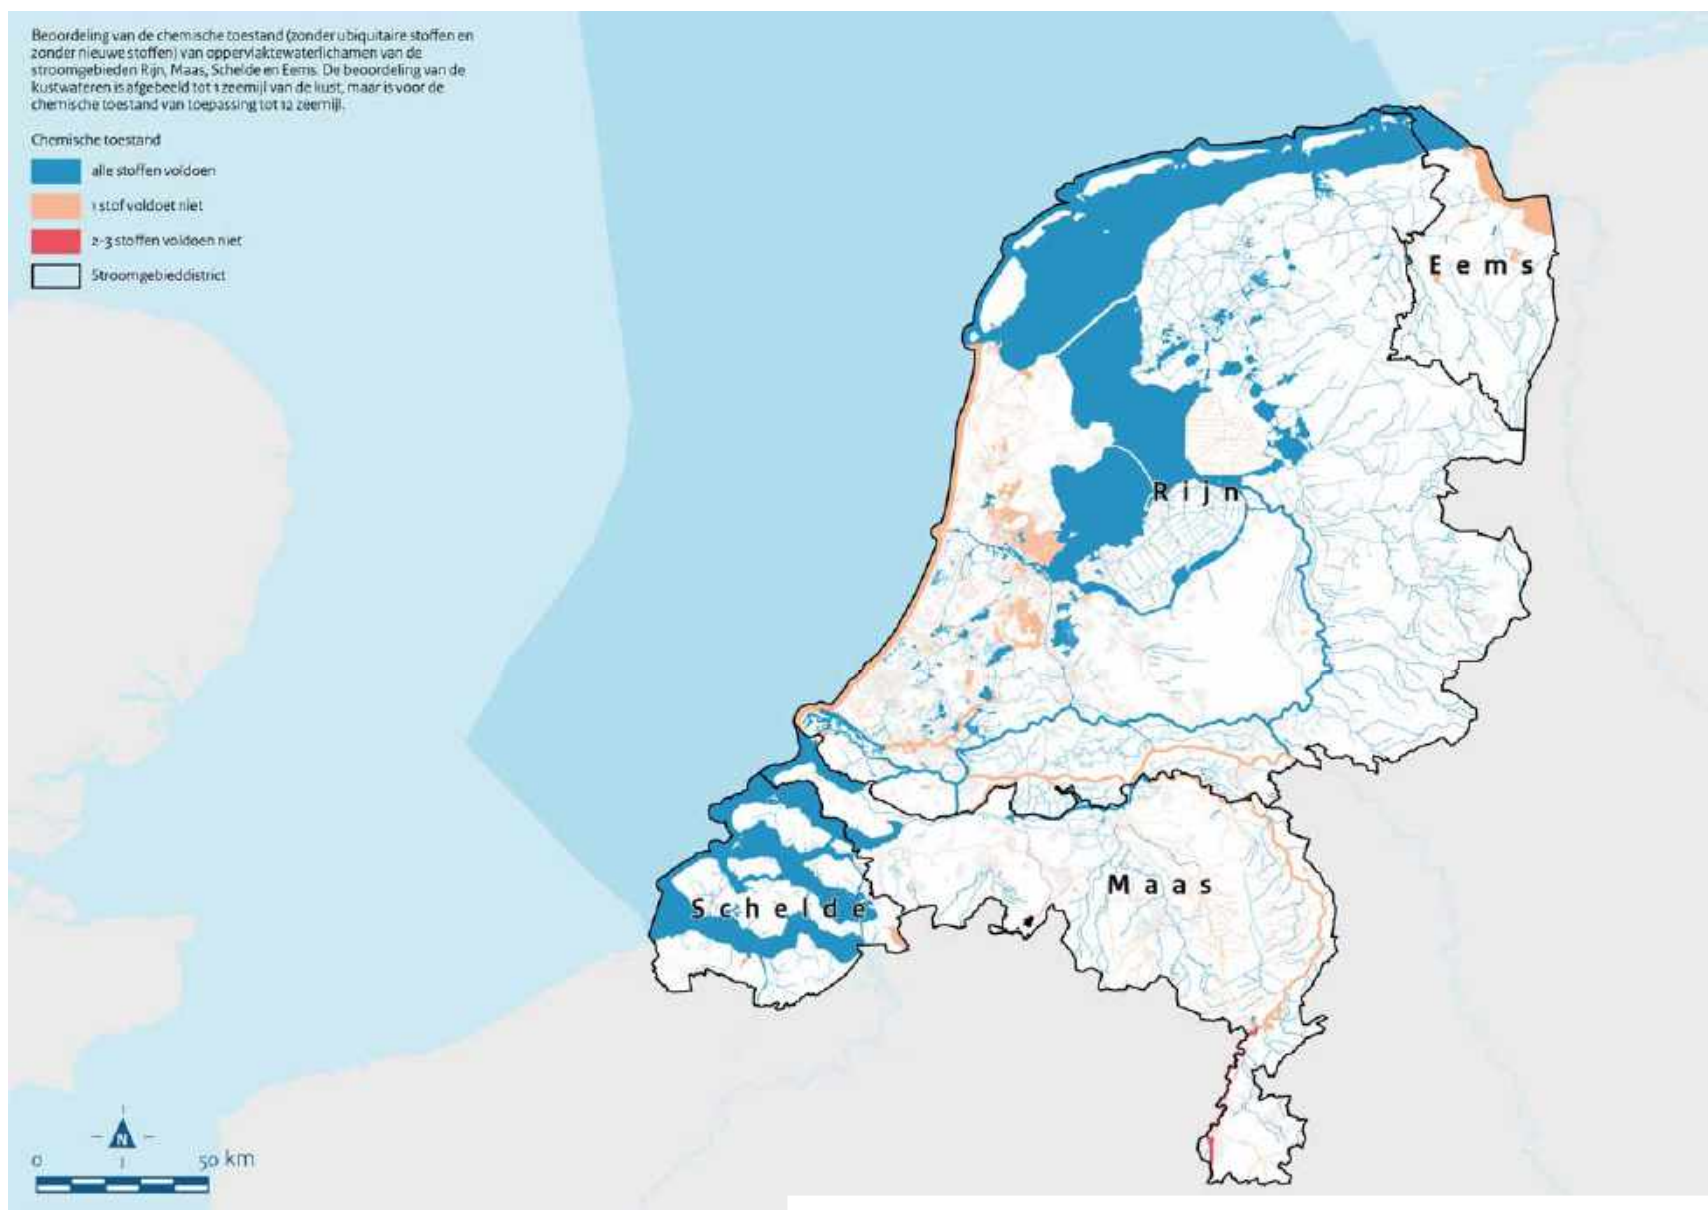 Beoordeling van de chemische toestand (zonder ubiquitaire stoffen en
zonder nieuwe stoffen) van oppervlaktewaterlichamen van de
stroomgebieden Rijn, Maas, Schelde en Eems. De beoordeling van de
kustwateren is afgebeeld tot 1 zeemijl van de kust, maar is voor de
chemische toestand van toepassing tot 12 zeemijl.
Chemische toestand
alle stoffen voldoen
1 stof voldoet niet
2-3 stoffen voldoen niet
Stroomgebieddistrict
Eems
Rijn
Maas
Schelde
N
0 50 km